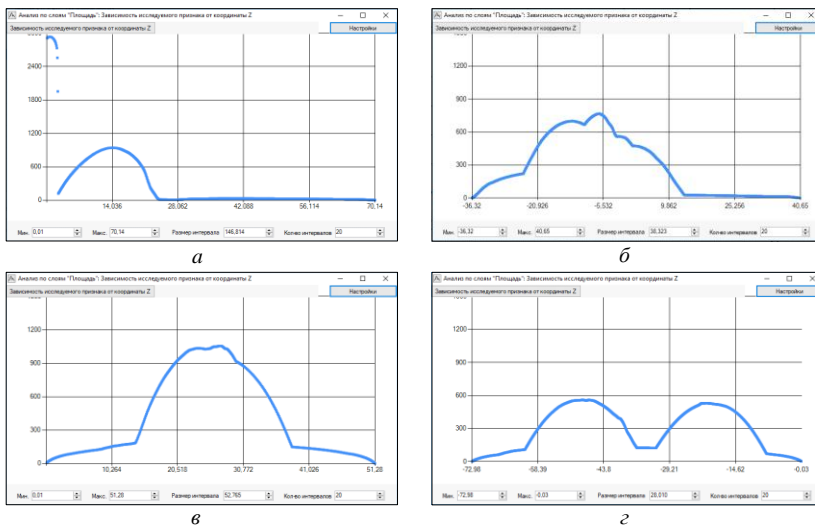 Анализ по слоям "Площадь": Зависимость исследуемого признака от координаты Z
Зависимость исследуемого признака от координаты Z
Настройки
2400
1800
1200
600
0
14,036
28,062
42,088
56,114
70,14
Мин. 0,01 Макс. 70,14 Размер интервала 146,814 Кол-во интервалов 20
а
Анализ по слоям "Площадь": Зависимость исследуемого признака от координаты Z
Зависимость исследуемого признака от координаты Z
Настройки
1200
900
600
300
0
-36,32
-20,926
-5,532
9,862
25,256
40,65
Мин. -36,32 Макс. 40,65 Размер интервала 38,323 Кол-во интервалов 20
б
Анализ по слоям "Площадь": Зависимость исследуемого признака от координаты Z
Зависимость исследуемого признака от координаты Z
Настройки
1200
900
600
300
0
10,264
20,518
30,772
41,026
51,28
Мин. 0,01 Макс. 51,28 Размер интервала 52,765 Кол-во интервалов 20
в
Анализ по слоям "Площадь": Зависимость исследуемого признака от координаты Z
Зависимость исследуемого признака от координаты Z
Настройки
1200
900
600
300
0
-72,98
-58,39
-43,8
-29,21
-14,62
-0,03
Мин. -72,98 Макс. -0,03 Размер интервала 28,010 Кол-во интервалов 20
г